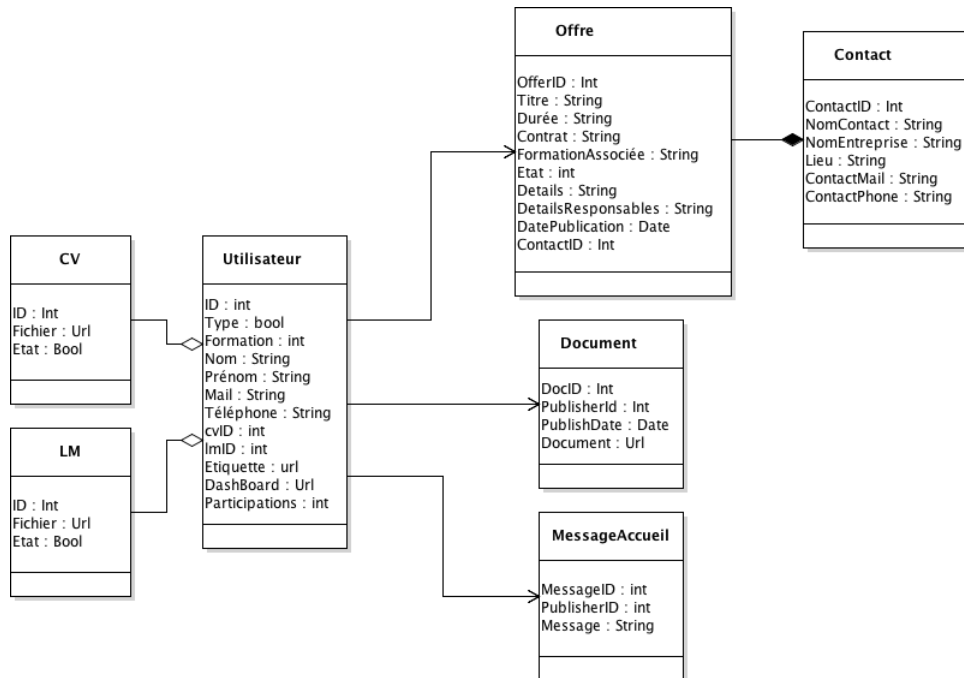 Offre
OfferID : Int
Titre : String
Durée : String
Contrat : String
FormationAssociée : String
Etat : int
Details : String
DetailsResponsables : String
DatePublication : Date
ContactID : Int
Contact
ContactID : Int
NomContact : String
NomEntreprise : String
Lieu : String
ContactMail : String
ContactPhone : String
CV
ID : Int
Fichier : Url
Etat : Bool
Utilisateur
ID : int
Type : bool
Formation : int
Nom : String
Prénom : String
Mail : String
Téléphone : String
cvID : int
lmID : int
Etiquette : url
DashBoard : Url
Participations : int
Document
DocID : Int
PublisherId : Int
PublishDate : Date
Document : Url
LM
ID : Int
Fichier : Url
Etat : Bool
MessageAccueil
MessageID : int
PublisherID : int
Message : String